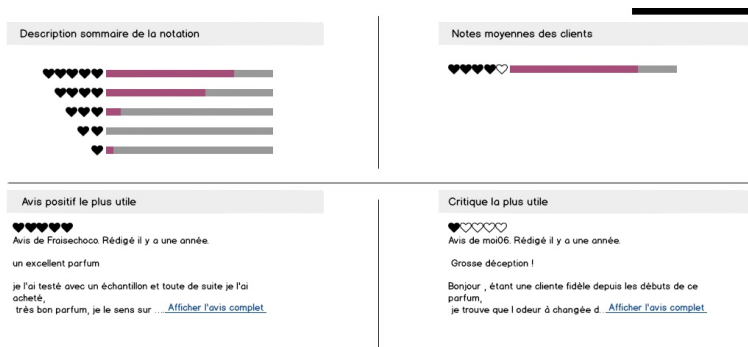 Description sommaire de la notation
Notes moyennes des clients
Avis positif le plus utile
Avis de Fraisechoco. Rédigé il y a une année.
un excellent parfum
je l'ai testé avec un échantillon et toute de suite je l'ai
acheté,
très bon parfum, je le sens sur .... Afficher l'avis complet
Critique la plus utile
Avis de moi06. Rédigé il y a une année.
Grosse déception !
Bonjour , étant une cliente fidèle depuis les débuts de ce
parfum,
je trouve que l odeur à changée d... Afficher l'avis complet